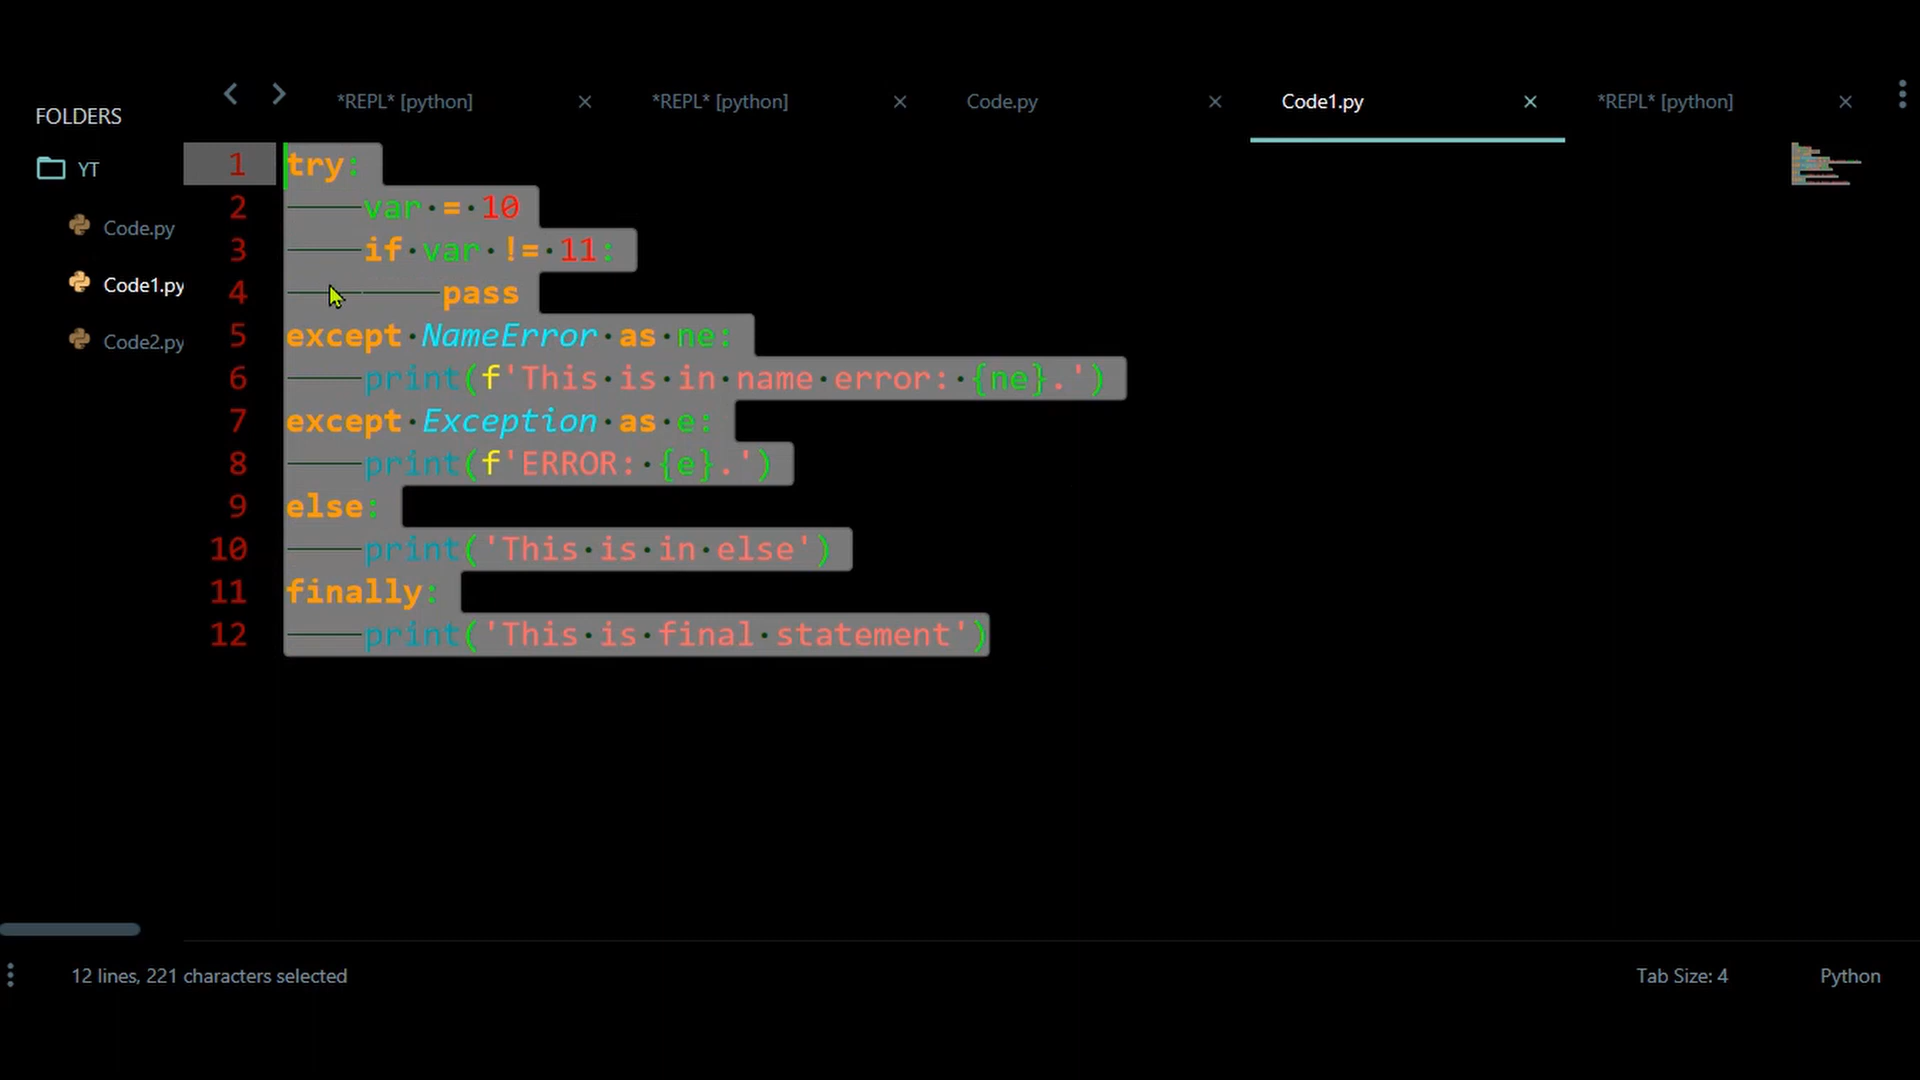 *REPL* [python]
*REPL* [python]
Code.py
Code1.py
*REPL* [python]
FOLDERS
YT
Code.py
Code1.py
Code2.py
1 try:
2 var = 10
3 if var != 11:
4 pass
5 except NameError as ne:
6 print(f'This is in name error: {ne}.')
7 except Exception as e:
8 print(f'ERROR: {e}.')
9 else:
10 print('This is in else')
11 finally:
12 print('This is final statement')
12 lines, 221 characters selected
Tab Size: 4
Python